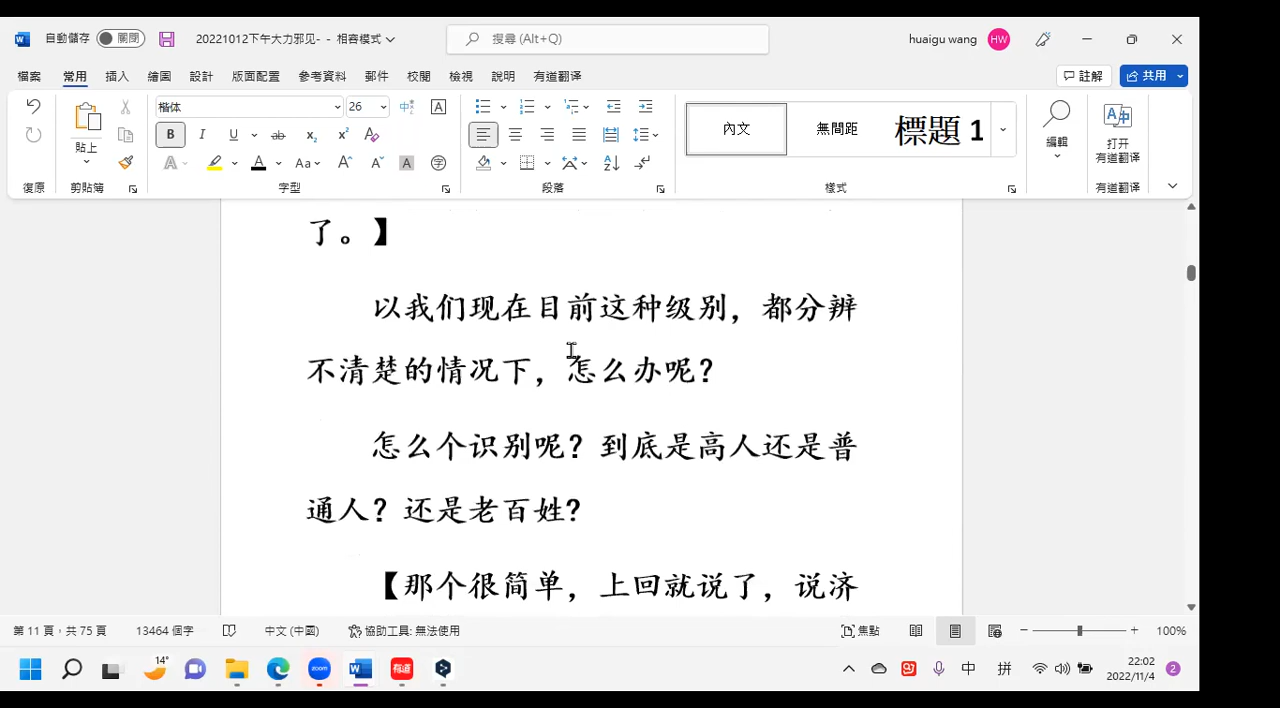 自動儲存 關閉 20221012下午大力邪见- - 相容模式 搜尋 (Alt+Q) huaigu wang HW
檔案 常用 插入 繪圖 設計 版面配置 參考資料 郵件 校閱 檢視 說明 有道翻译 註解 共用
楷体 26 中 A 內文 無間距 標題 1 編輯 打开
貼上 B I U ab x₂ x² A 有道翻译
A A Aa A A A 字
復原 剪貼簿 字型 段落 樣式 有道翻译
了。】
以我们现在目前这种级别，都分辨
不清楚的情况下，怎么办呢？
怎么个识别呢？到底是高人还是普
通人？还是老百姓?
【那个很简单，上回就说了，说济
第 11 頁，共 75 頁 13464 個字 中文 (中國) 協助工具: 無法使用 焦點 100%
14° zoom 有道 中 拼 22:02
2022/11/4 2